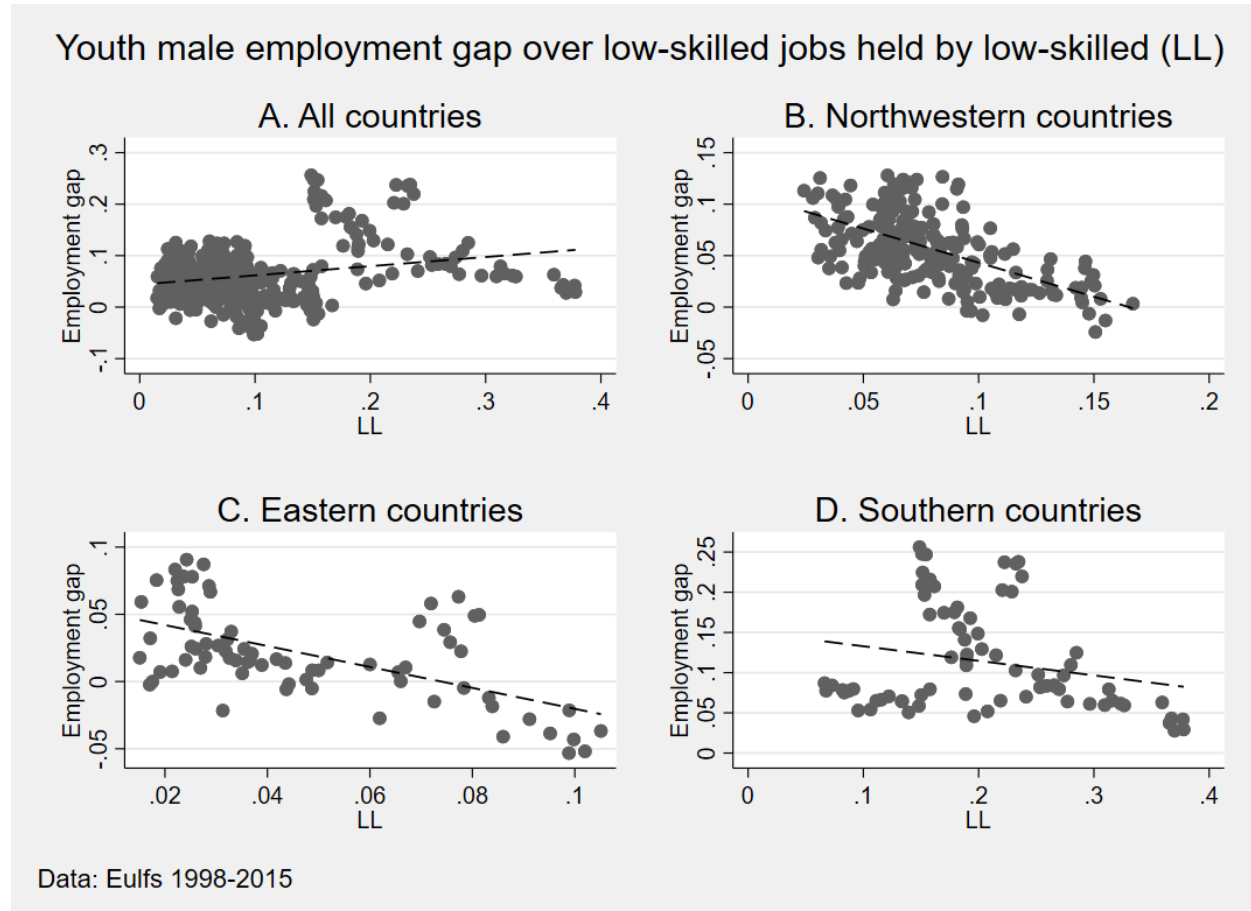 Youth male employment gap over low-skilled jobs held by low-skilled (LL)
A. All countries
Employment gap
.3
.2
.1
0
-.1
0 .1 .2 .3 .4
LL
B. Northwestern countries
Employment gap
.15
.1
.05
0
-.05
0 .05 .1 .15 .2
LL
C. Eastern countries
Employment gap
.1
.05
0
-.05
.02 .04 .06 .08 .1
LL
D. Southern countries
Employment gap
.25
.2
.15
.1
.05
0
0 .1 .2 .3 .4
LL
Data: Eulfs 1998-2015